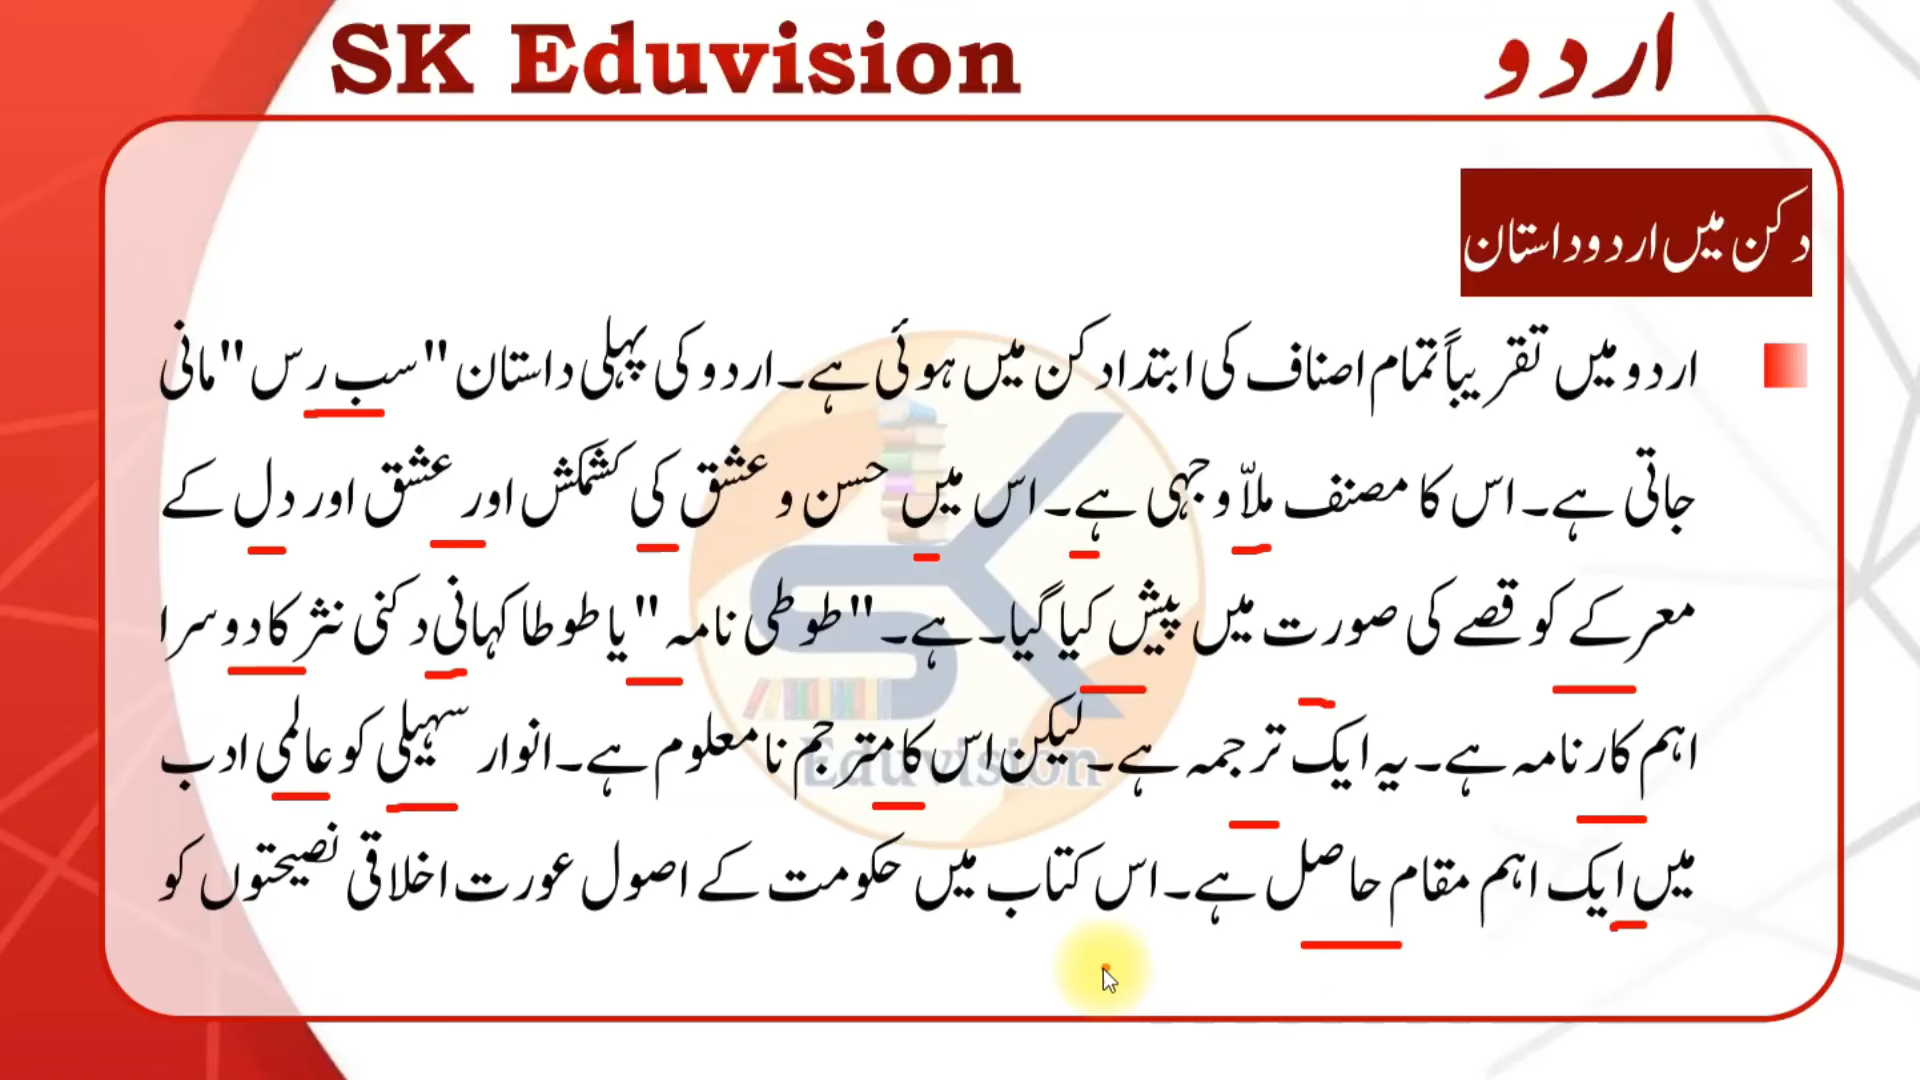 SK Eduvision
اردو
دکن میں اردو داستان
اردو میں تقریباً تمام اصناف کی ابتدا دکن میں ہوئی ہے۔ اردو کی پہلی داستان "سب رس" مانی
جاتی ہے۔ اس کا مصنف ملاّ وجہی ہے۔ اس میں حسن و عشق کی کشمکش اور عشق اور دل کے
معرکے کو قصے کی صورت میں پیش کیا گیا۔ ہے۔ "طوطی نامہ" یا طوطا کہانی دکنی نثر کا دوسرا
اہم کارنامہ ہے۔ یہ ایک ترجمہ ہے۔ لیکن اس کا مترجم نامعلوم ہے۔ انوار سہیلی کو عالمی ادب
میں ایک اہم مقام حاصل ہے۔ اس کتاب میں حکومت کے اصول عورت اخلاقی نصیحتوں کو
Eduvision